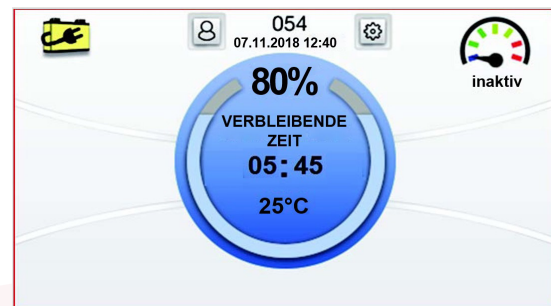 054
07.11.2018 12:40
inaktiv
80%
VERBLEIBENDE
ZEIT
05:45
25°C